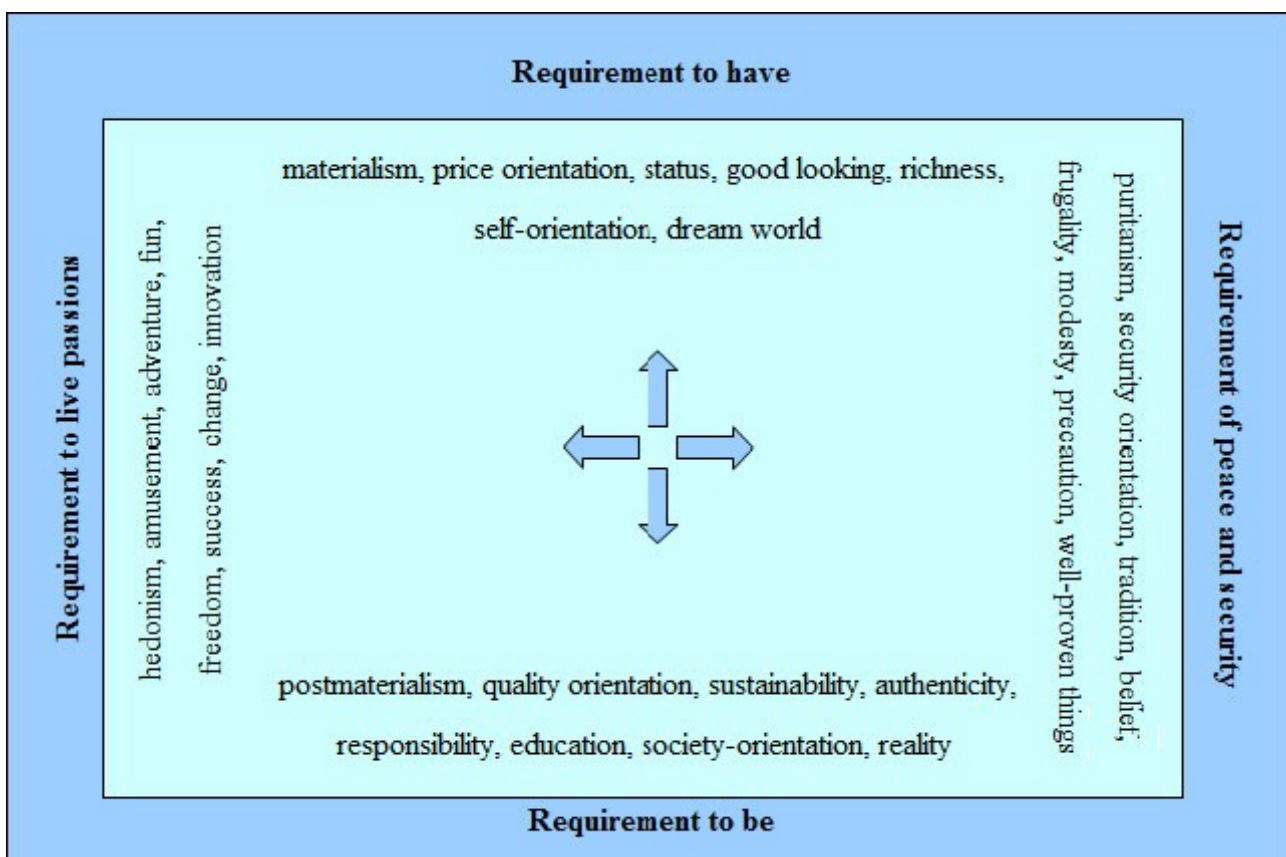 Requirement to have
materialism, price orientation, status, good looking, richness,
self-orientation, dream world
Requirement to live passions
hedonism, amusement, adventure, fun,
freedom, success, change, innovation
puritanism, security orientation, tradition, belief,
frugality, modesty, precaution, well-proven things
Requirement of peace and security
postmaterialism, quality orientation, sustainability, authenticity,
responsibility, education, society-orientation, reality
Requirement to be